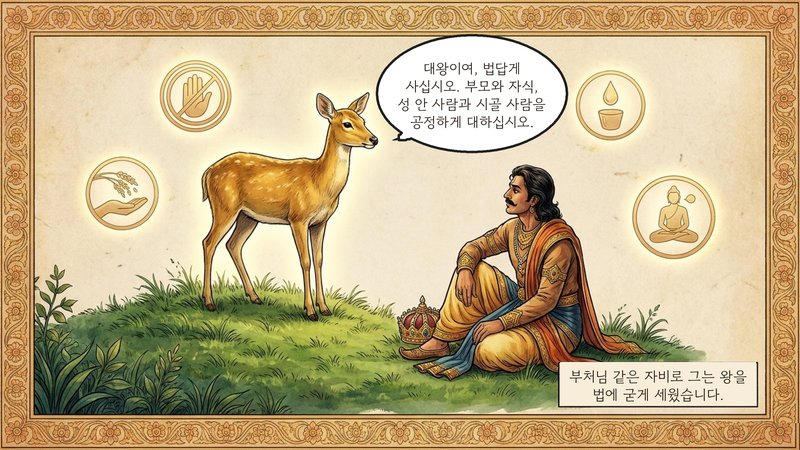 대왕이여, 법답게
사십시오. 부모와 자식,
성 안 사람과 시골 사람을
공정하게 대하십시오.
부처님 같은 자비로 그는 왕을
법에 굳게 세웠습니다.